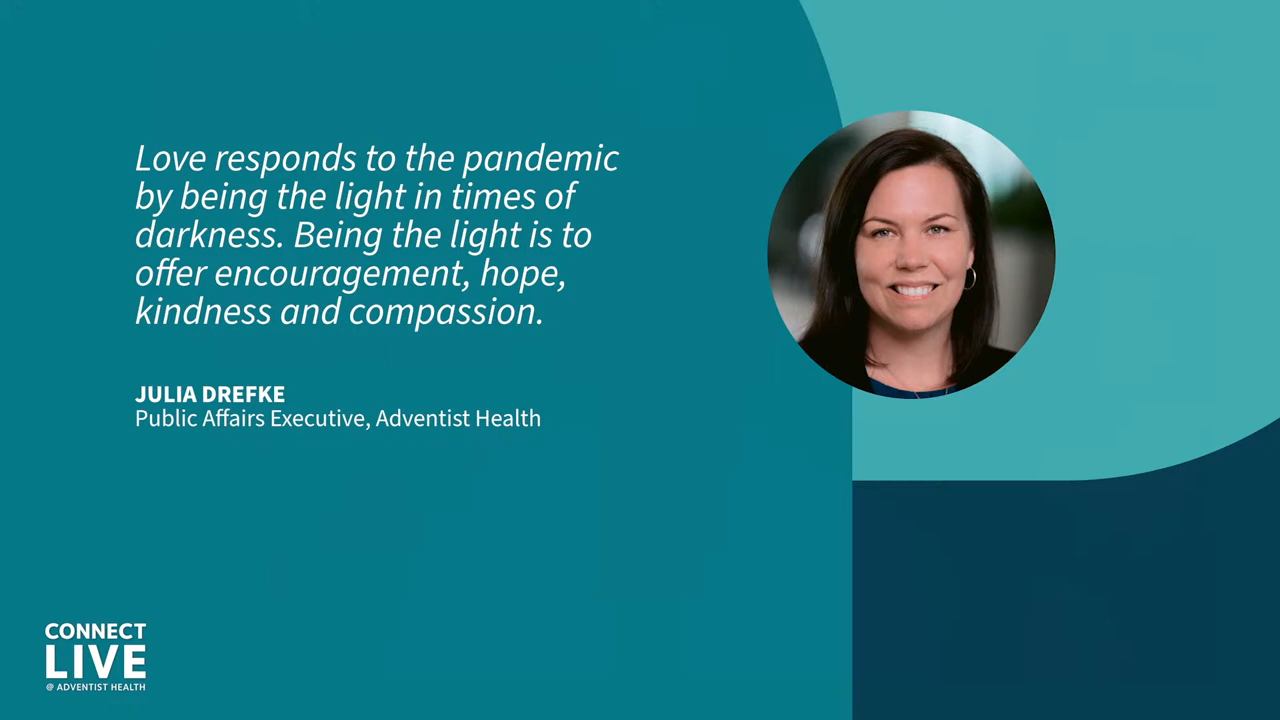 Love responds to the pandemic
by being the light in times of
darkness. Being the light is to
offer encouragement, hope,
kindness and compassion.
JULIA DREFKE
Public Affairs Executive, Adventist Health
CONNECT
LIVE
@ ADVENTIST HEALTH